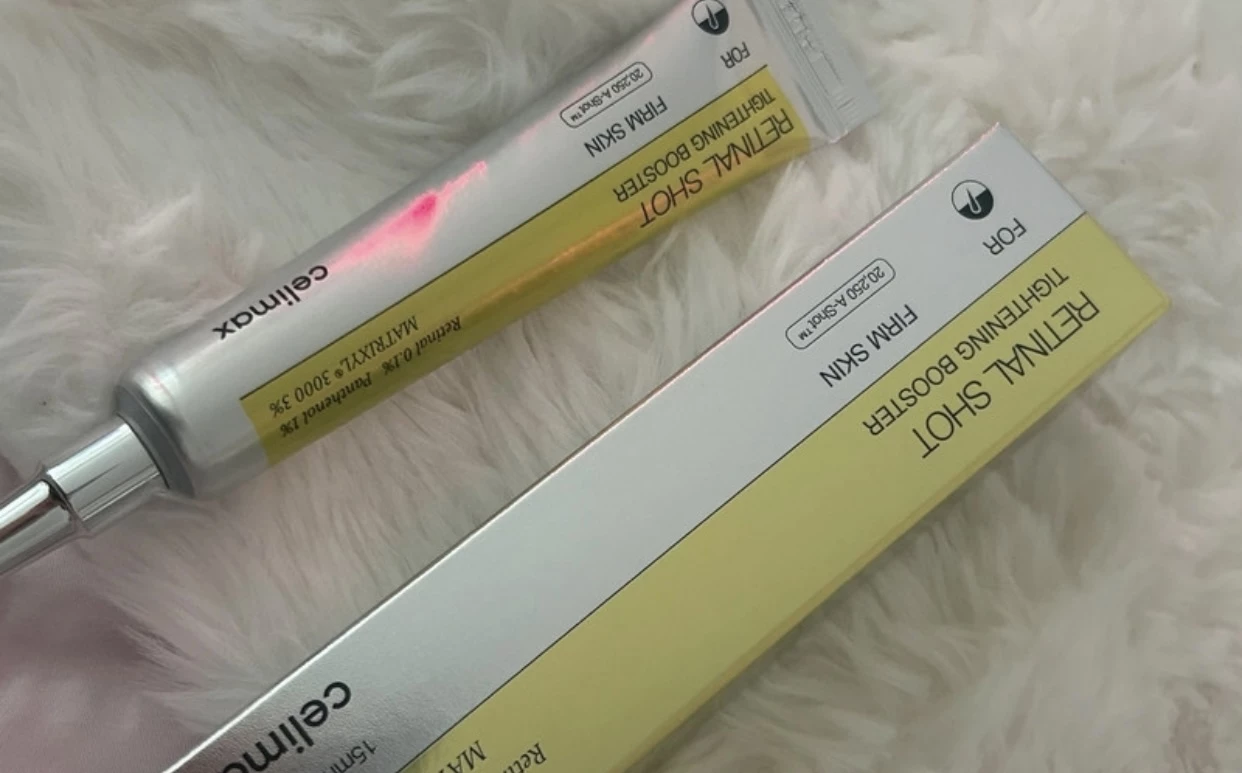 FOR
RETINAL SHOT
TIGHTENING BOOSTER
FIRM SKIN
20,250 A-Shot™
Retinal 0.1% Panthenol 1%
MATRIXYL® 3000 3%
celimax
FOR
RETINAL SHOT
TIGHTENING BOOSTER
FIRM SKIN
20,250 A-Shot™